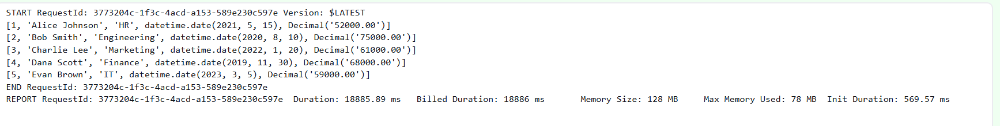 START RequestId: 3773204c-1f3c-4acd-a153-589e230c597e Version: $LATEST
[1, 'Alice Johnson', 'HR', datetime.date(2021, 5, 15), Decimal('52000.00')]
[2, 'Bob Smith', 'Engineering', datetime.date(2020, 8, 10), Decimal('75000.00')]
[3, 'Charlie Lee', 'Marketing', datetime.date(2022, 1, 20), Decimal('61000.00')]
[4, 'Dana Scott', 'Finance', datetime.date(2019, 11, 30), Decimal('68000.00')]
[5, 'Evan Brown', 'IT', datetime.date(2023, 3, 5), Decimal('59000.00')]
END RequestId: 3773204c-1f3c-4acd-a153-589e230c597e
REPORT RequestId: 3773204c-1f3c-4acd-a153-589e230c597e  Duration: 18885.89 ms   Billed Duration: 18886 ms       Memory Size: 128 MB     Max Memory Used: 78 MB  Init Duration: 569.57 ms